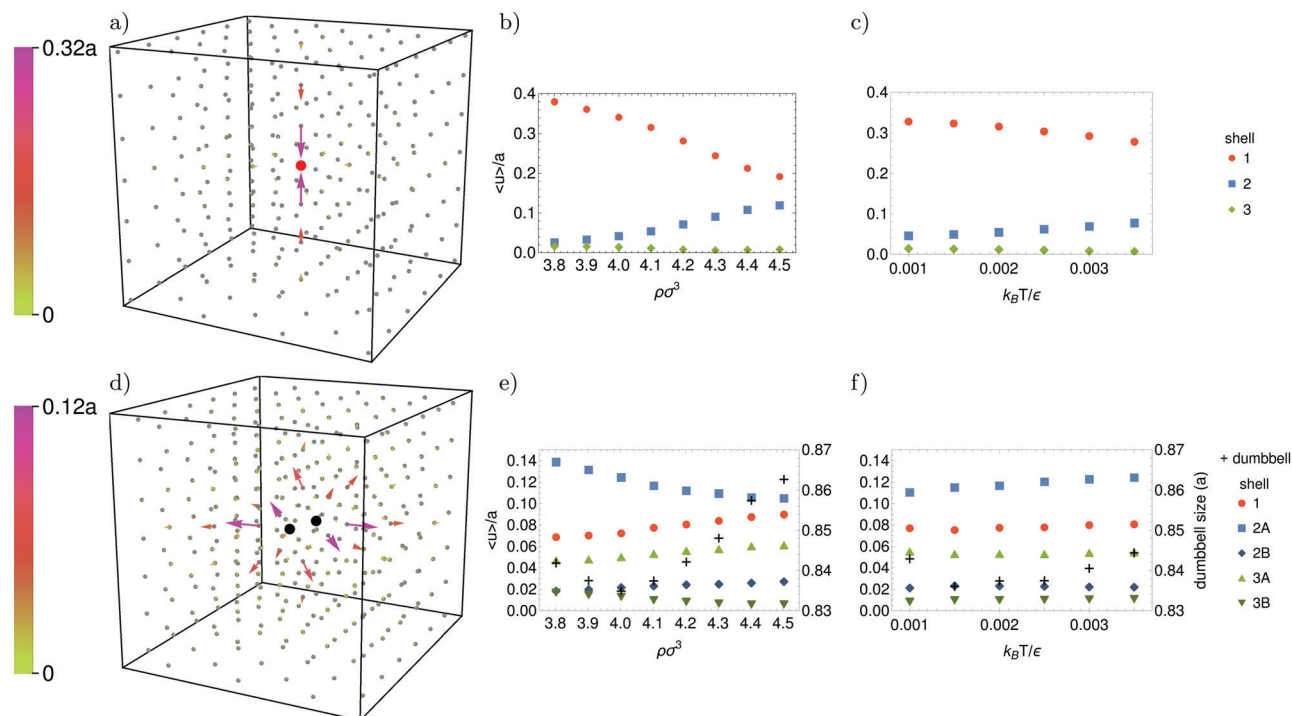 a)
b)
c)
0.32a
0
<u>/a
0.4
0.3
0.2
0.1
0.0
3.8 3.9 4.0 4.1 4.2 4.3 4.4 4.5
ρσ³
0.4
0.3
0.2
0.1
0.0
0.001 0.002 0.003
k_BT/ϵ
shell
1
2
3
d)
e)
f)
0.12a
0
<u>/a
0.14
0.12
0.10
0.08
0.06
0.04
0.02
0.00
0.87
0.86
0.85
0.84
0.83
3.8 3.9 4.0 4.1 4.2 4.3 4.4 4.5
ρσ³
0.14
0.12
0.10
0.08
0.06
0.04
0.02
0.00
0.87
0.86
0.85
0.84
0.83
dumbbell size (a)
0.001 0.002 0.003
k_BT/ϵ
+ dumbbell
shell
1
2A
2B
3A
3B